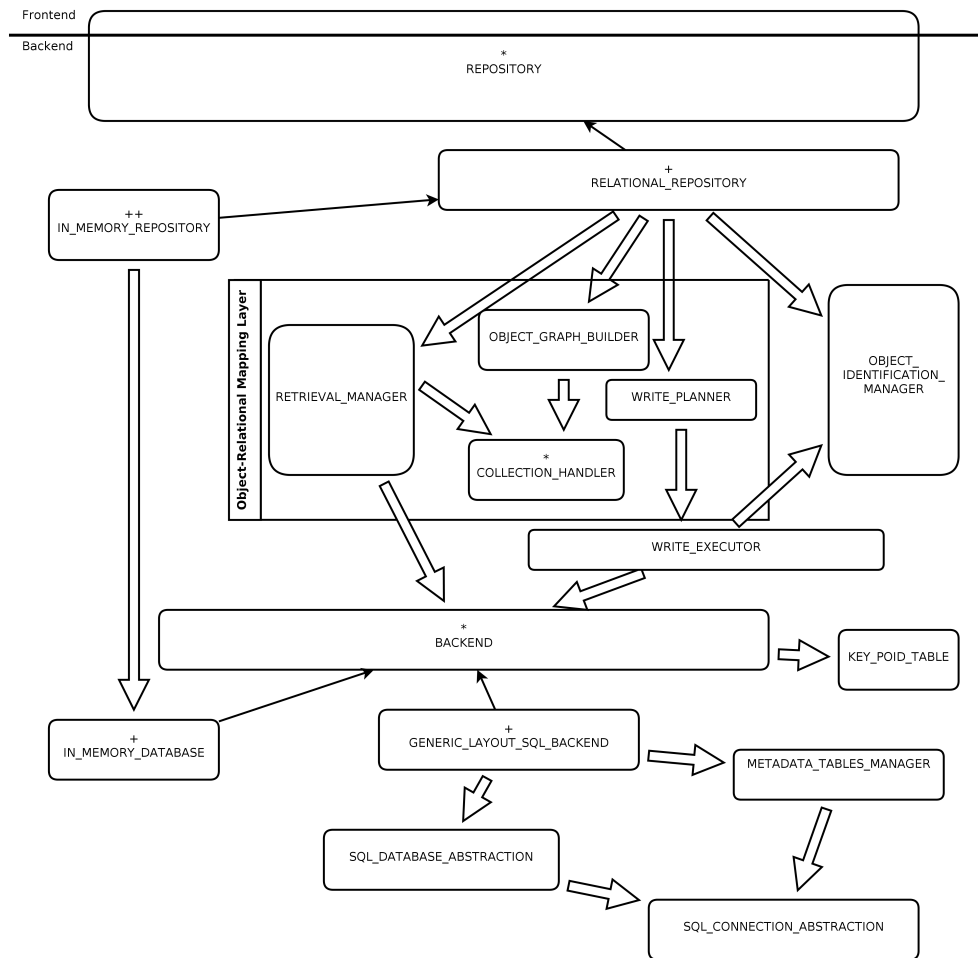 Frontend
Backend
*
REPOSITORY
+
RELATIONAL_REPOSITORY
++
IN_MEMORY_REPOSITORY
Object-Relational Mapping Layer
OBJECT_GRAPH_BUILDER
RETRIEVAL_MANAGER
WRITE_PLANNER
OBJECT_
IDENTIFICATION_
MANAGER
*
COLLECTION_HANDLER
WRITE_EXECUTOR
*
BACKEND
KEY_POID_TABLE
+
IN_MEMORY_DATABASE
+
GENERIC_LAYOUT_SQL_BACKEND
METADATA_TABLES_MANAGER
SQL_DATABASE_ABSTRACTION
SQL_CONNECTION_ABSTRACTION